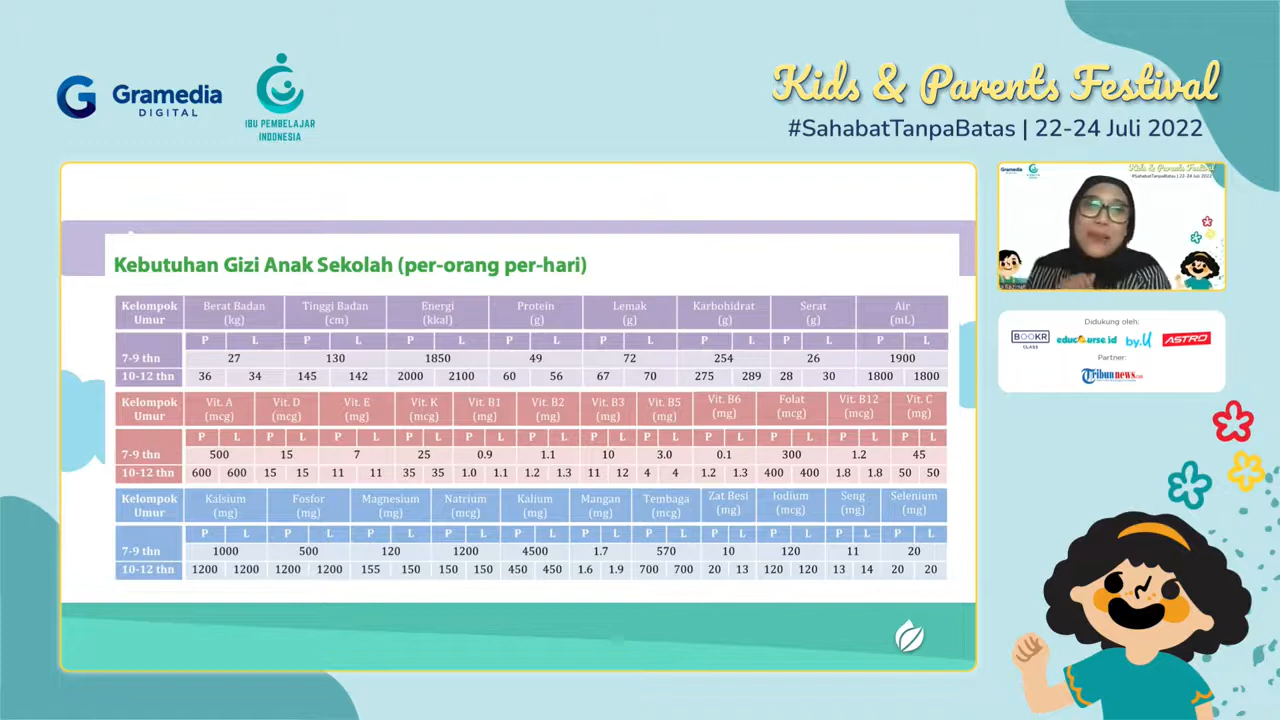 Gramedia
DIGITAL
IBU PEMBELAJAR
INDONESIA
Kids & Parents Festival
#SahabatTanpaBatas | 22-24 Juli 2022
Kebutuhan Gizi Anak Sekolah (per-orang per-hari)
Kelompok Umur Berat Badan (kg) Tinggi Badan (cm) Energi (kkal) Protein (g) Lemak (g) Karbohidrat (g) Serat (g) Air (mL)
P L P L P L P L P L P L P L P L
7-9 thn 27 130 1850 49 72 254 26 1900
10-12 thn 36 34 145 142 2000 2100 60 56 67 70 275 289 28 30 1800 1800
Kelompok Umur Vit. A (mcg) Vit. D (mcg) Vit. E (mcg) Vit. K (mcg) Vit. B1 (mg) Vit. B2 (mg) Vit. B3 (mg) Vit. B5 (mg) Vit. B6 (mg) Folat (mcg) Vit. B12 (mcg) Vit. C (mg)
P L P L P L P L P L P L P L P L P L P L P L P L
7-9 thn 500 15 7 25 0.9 1.1 10 3.0 0.1 300 1.2 45
10-12 thn 600 600 15 15 11 11 35 35 1.0 1.1 1.2 1.3 11 12 4 4 1.2 1.3 400 400 1.8 1.8 50 50
Kelompok Umur Kalsium (mg) Fosfor (mg) Magnesium (mg) Natrium (mcg) Kalium (mg) Mangan (mg) Tembaga (mg) Zat Besi (mg) Iodium (mcg) Seng (mg) Selenium (mg)
P L P L P L P L P L P L P L P L P L P L P L
7-9 thn 1000 500 120 1200 4500 1.7 570 10 120 11 20
10-12 thn 1200 1200 1200 1200 155 150 150 150 450 450 1.6 1.9 700 700 20 13 120 120 13 14 20 20
Gramedia
Kids & Parents Festival
#SahabatTanpaBatas | 22-24 Juli 2022
Didukung oleh:
BOOKR CLASS educourse.id by.U ASTRO
Partner:
Tribunnews.com